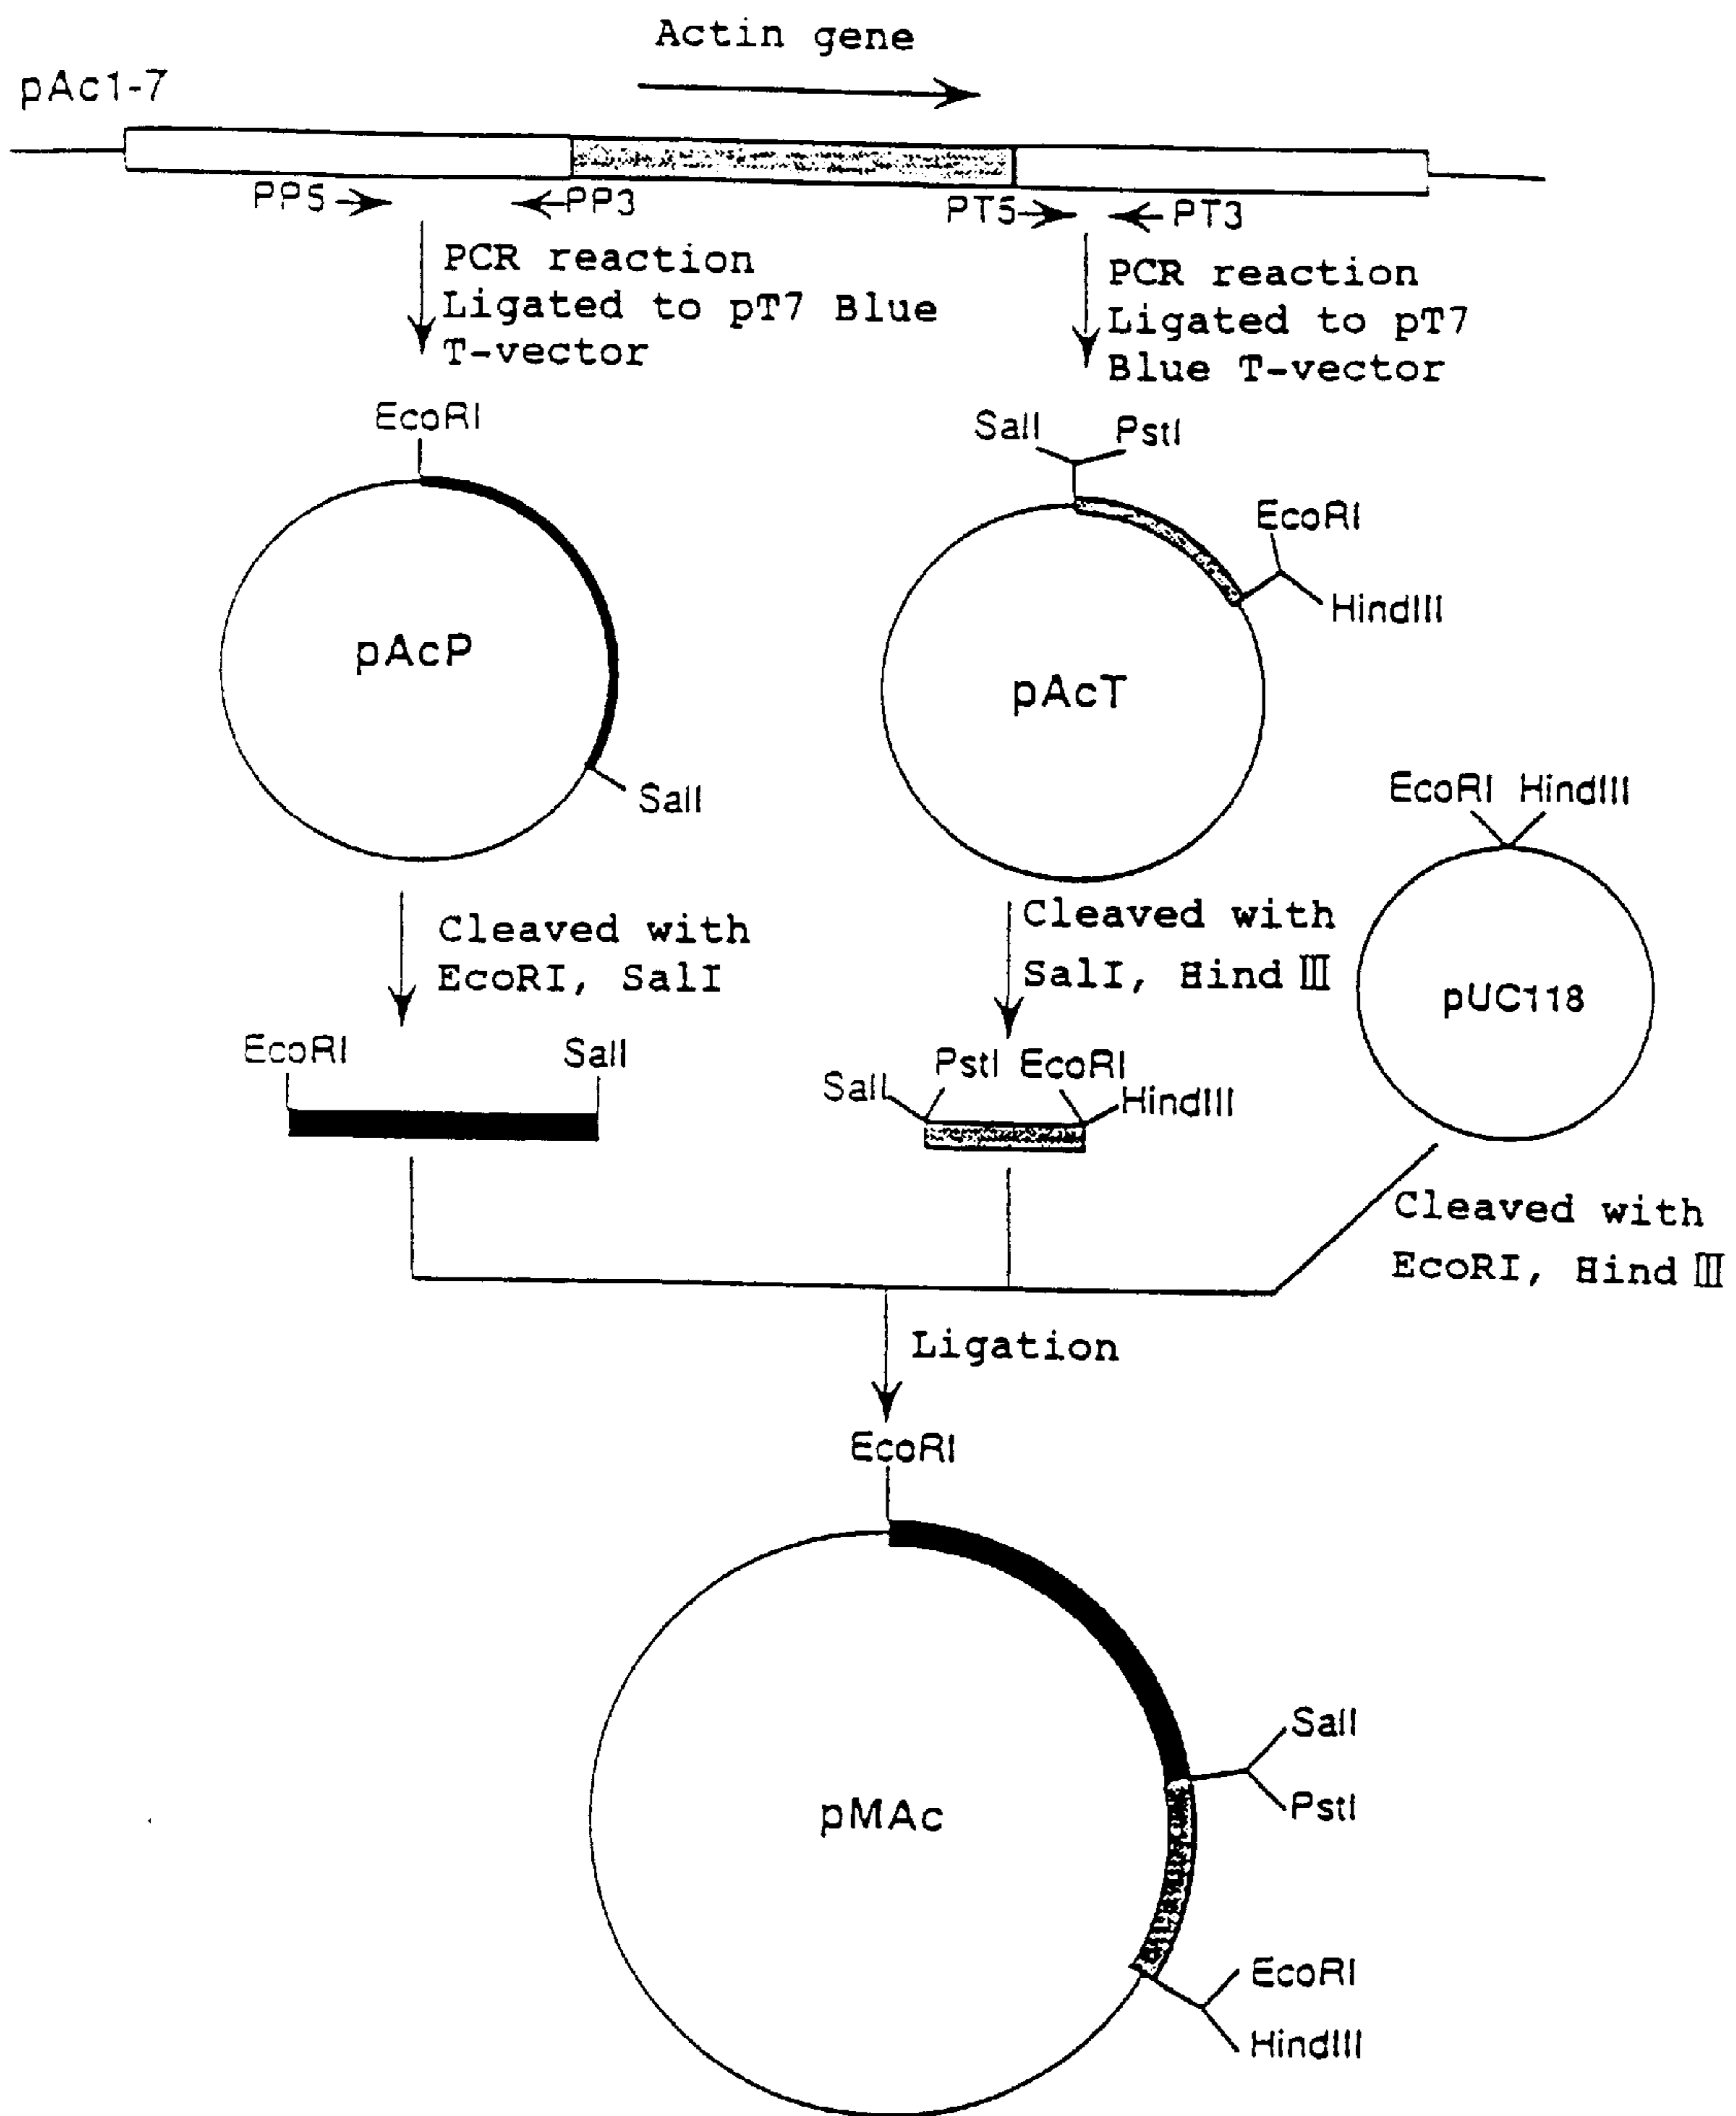 Actin gene
pAc1-7
PP5
PP3
PT5
PT3
PCR reaction
Ligated to pT7 Blue
T-vector
PCR reaction
Ligated to pT7
Blue T-vector
EcoRI
SalI
PstI
EcoRI
HindIII
pAcP
pAcT
SalI
EcoRI HindIII
pUC118
Cleaved with
EcoRI, SalI
Cleaved with
SalI, Hind III
EcoRI
SalI
SalI
PstI EcoRI
HindIII
Cleaved with
EcoRI, Hind III
Ligation
EcoRI
pMAc
SalI
PstI
EcoRI
HindIII